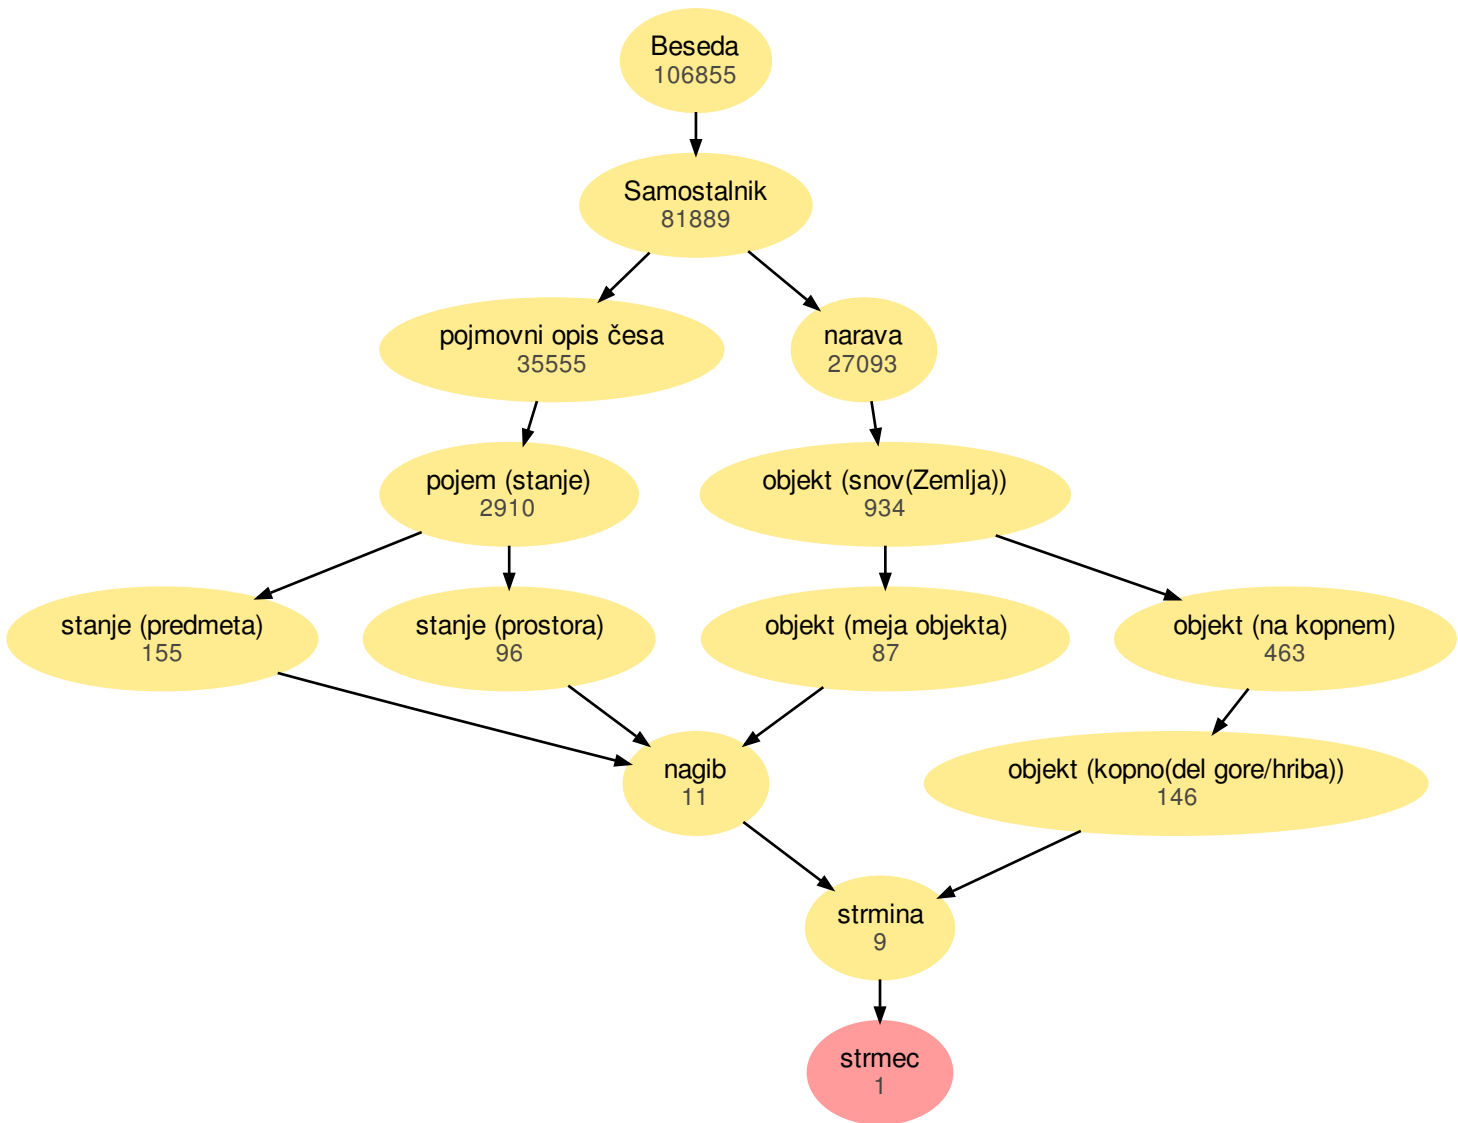 Beseda
106855
Samostalnik
81889
pojmovni opis česa
35555
narava
27093
pojem (stanje)
2910
objekt (snov(Zemlja))
934
stanje (predmeta)
155
stanje (prostora)
96
objekt (meja objekta)
87
objekt (na kopnem)
463
nagib
11
objekt (kopno(del gore/hriba))
146
strmina
9
strmec
1